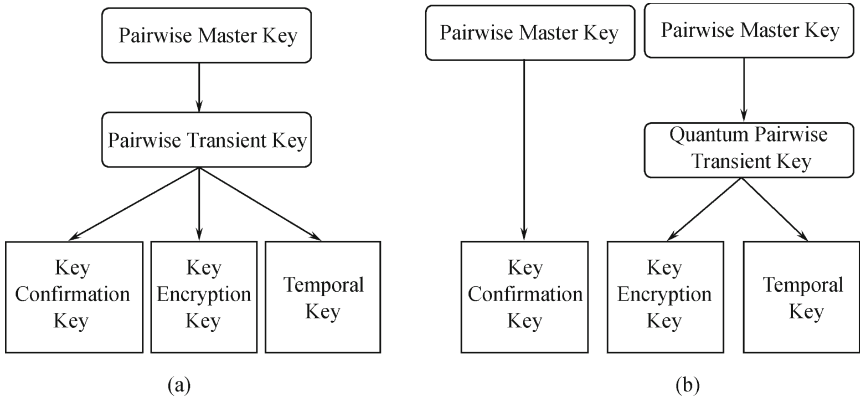 Pairwise Master Key
Pairwise Transient Key
Key
Confirmation
Key
Key
Encryption
Key
Temporal
Key
(a)
Pairwise Master Key
Pairwise Master Key
Quantum Pairwise
Transient Key
Key
Confirmation
Key
Key
Encryption
Key
Temporal
Key
(b)